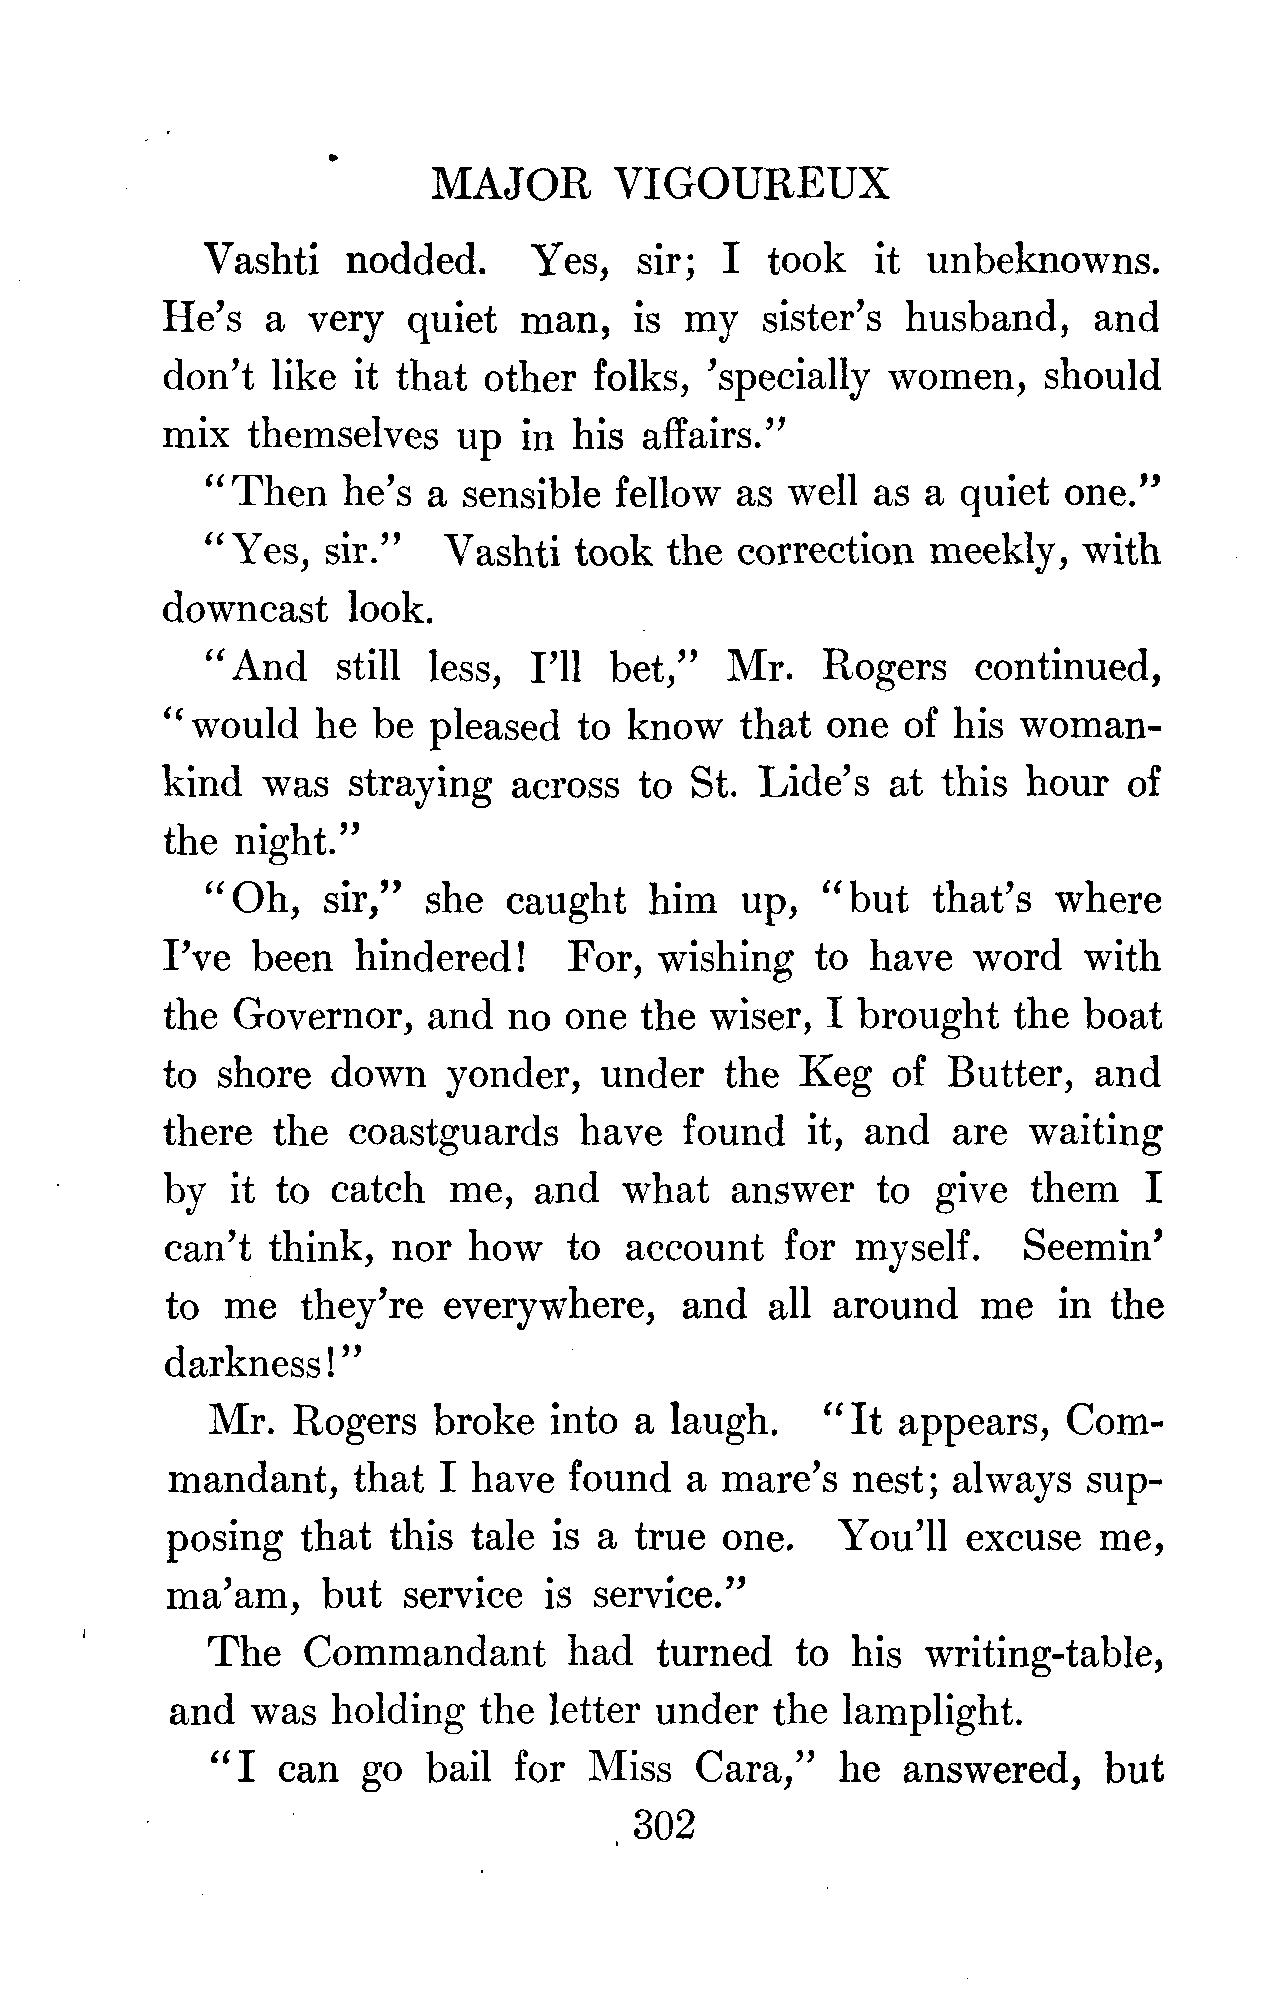 MAJOR VIGOUREUX
Vashti nodded. Yes, sir; I took it unbeknowns.
He's a very quiet man, is my sister's husband, and
don't like it that other folks, 'specially women, should
mix themselves up in his affairs."
"Then he's a sensible fellow as well as a quiet one."
"Yes, sir." Vashti took the correction meekly, with
downcast look.
"And still less, I'll bet," Mr. Rogers continued,
"would he be pleased to know that one of his woman-
kind was straying across to St. Lide's at this hour of
the night."
"Oh, sir," she caught him up, "but that's where
I've been hindered! For, wishing to have word with
the Governor, and no one the wiser, I brought the boat
to shore down yonder, under the Keg of Butter, and
there the coastguards have found it, and are waiting
by it to catch me, and what answer to give them I
can't think, nor how to account for myself. Seemin'
to me they're everywhere, and all around me in the
darkness!"
Mr. Rogers broke into a laugh. "It appears, Com-
mandant, that I have found a mare's nest; always sup-
posing that this tale is a true one. You'll excuse me,
ma'am, but service is service."
The Commandant had turned to his writing-table,
and was holding the letter under the lamplight.
"I can go bail for Miss Cara," he answered, but
302